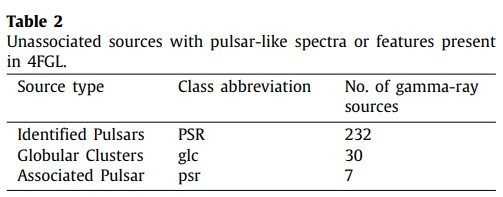 Table 2
Unassociated sources with pulsar-like spectra or features present
in 4FGL.
Source type Class abbreviation No. of gamma-ray
sources
Identified Pulsars PSR 232
Globular Clusters glc 30
Associated Pulsar psr 7